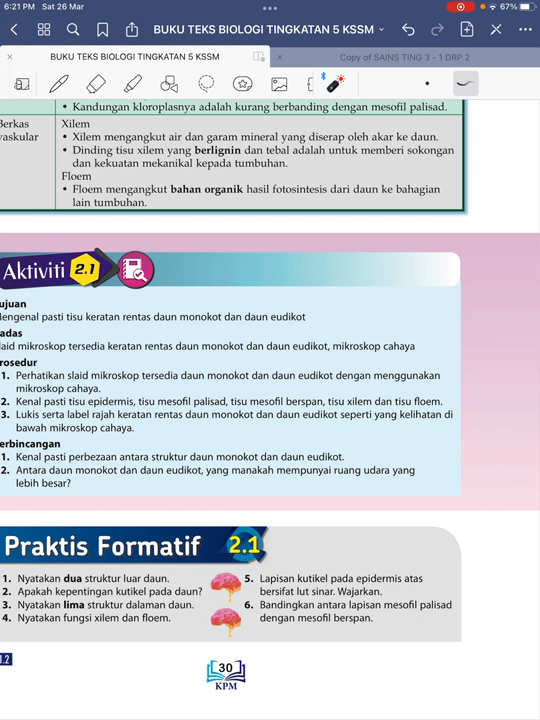 6:21 PM Sat 26 Mar
67%
BUKU TEKS BIOLOGI TINGKATAN 5 KSSM
BUKU TEKS BIOLOGI TINGKATAN 5 KSSM
Copy of SAINS TING 3 - 1 DRP 2
• Kandungan kloroplasnya adalah kurang berbanding dengan mesofil palisad.
Berkas
vaskular
Xilem
• Xilem mengangkut air dan garam mineral yang diserap oleh akar ke daun.
• Dinding tisu xilem yang berlignin dan tebal adalah untuk memberi sokongan
dan kekuatan mekanikal kepada tumbuhan.
Floem
• Floem mengangkut bahan organik hasil fotosintesis dari daun ke bahagian
lain tumbuhan.
Aktiviti 2.1
ujuan
Mengenal pasti tisu keratan rentas daun monokot dan daun eudikot
adas
laid mikroskop tersedia keratan rentas daun monokot dan daun eudikot, mikroskop cahaya
rosedur
1. Perhatikan slaid mikroskop tersedia daun monokot dan daun eudikot dengan menggunakan
mikroskop cahaya.
2. Kenal pasti tisu epidermis, tisu mesofil palisad, tisu mesofil berspan, tisu xilem dan tisu floem.
3. Lukis serta label rajah keratan rentas daun monokot dan daun eudikot seperti yang kelihatan di
bawah mikroskop cahaya.
erbincangan
1. Kenal pasti perbezaan antara struktur daun monokot dan daun eudikot.
2. Antara daun monokot dan daun eudikot, yang manakah mempunyai ruang udara yang
lebih besar?
Praktis Formatif 2.1
1. Nyatakan dua struktur luar daun.
2. Apakah kepentingan kutikel pada daun?
3. Nyatakan lima struktur dalaman daun.
4. Nyatakan fungsi xilem dan floem.
5. Lapisan kutikel pada epidermis atas
bersifat lut sinar. Wajarkan.
6. Bandingkan antara lapisan mesofil palisad
dengan mesofil berspan.
1.2
30
KPM